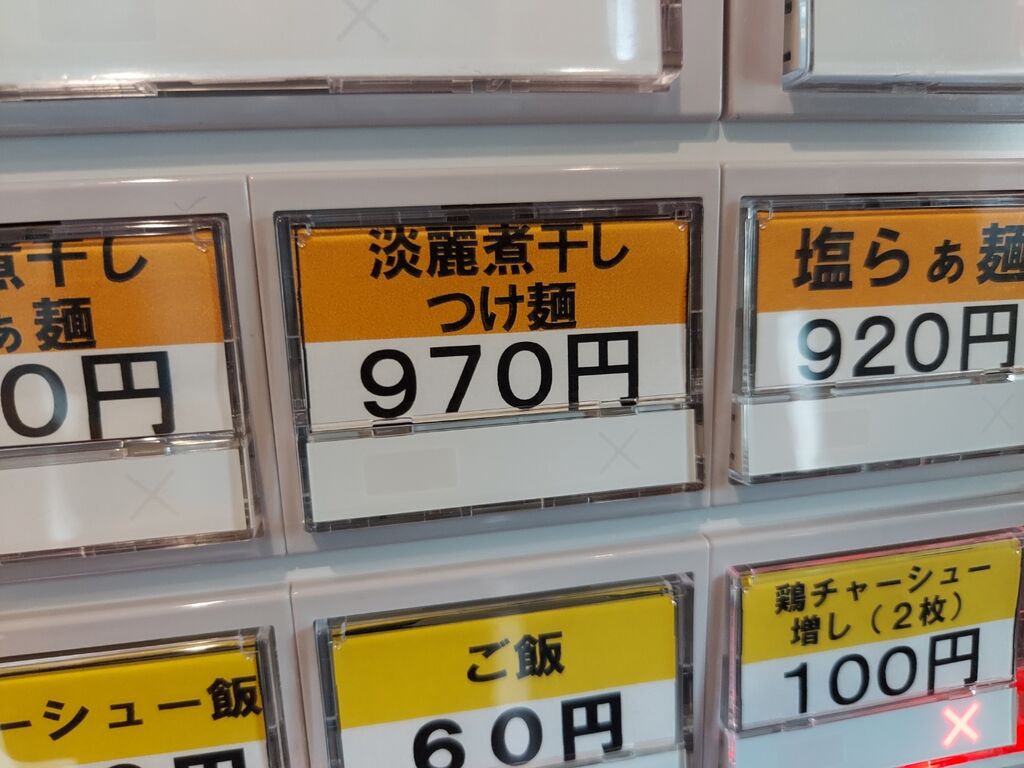 煮干し
ぁ麺
0円
淡麗煮干し
つけ麺
970円
塩らぁ麺
920円
ーシュー飯
ご飯
60円
鶏チャーシュー
増し(2枚)
100円